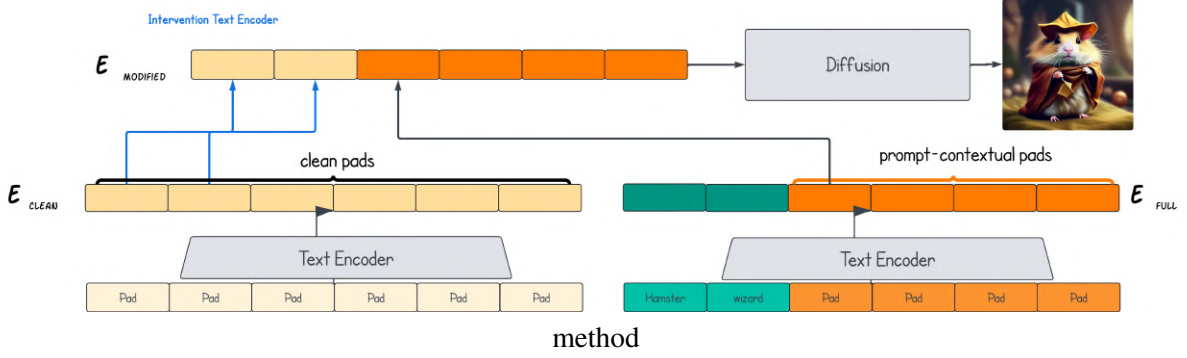 Intervention Text Encoder
E MODIFIED
Diffusion
clean pads
prompt-contextual pads
E CLEAN
E FULL
Text Encoder
Text Encoder
Pad Pad Pad Pad Pad Pad
Hamster wizard Pad Pad Pad Pad
method